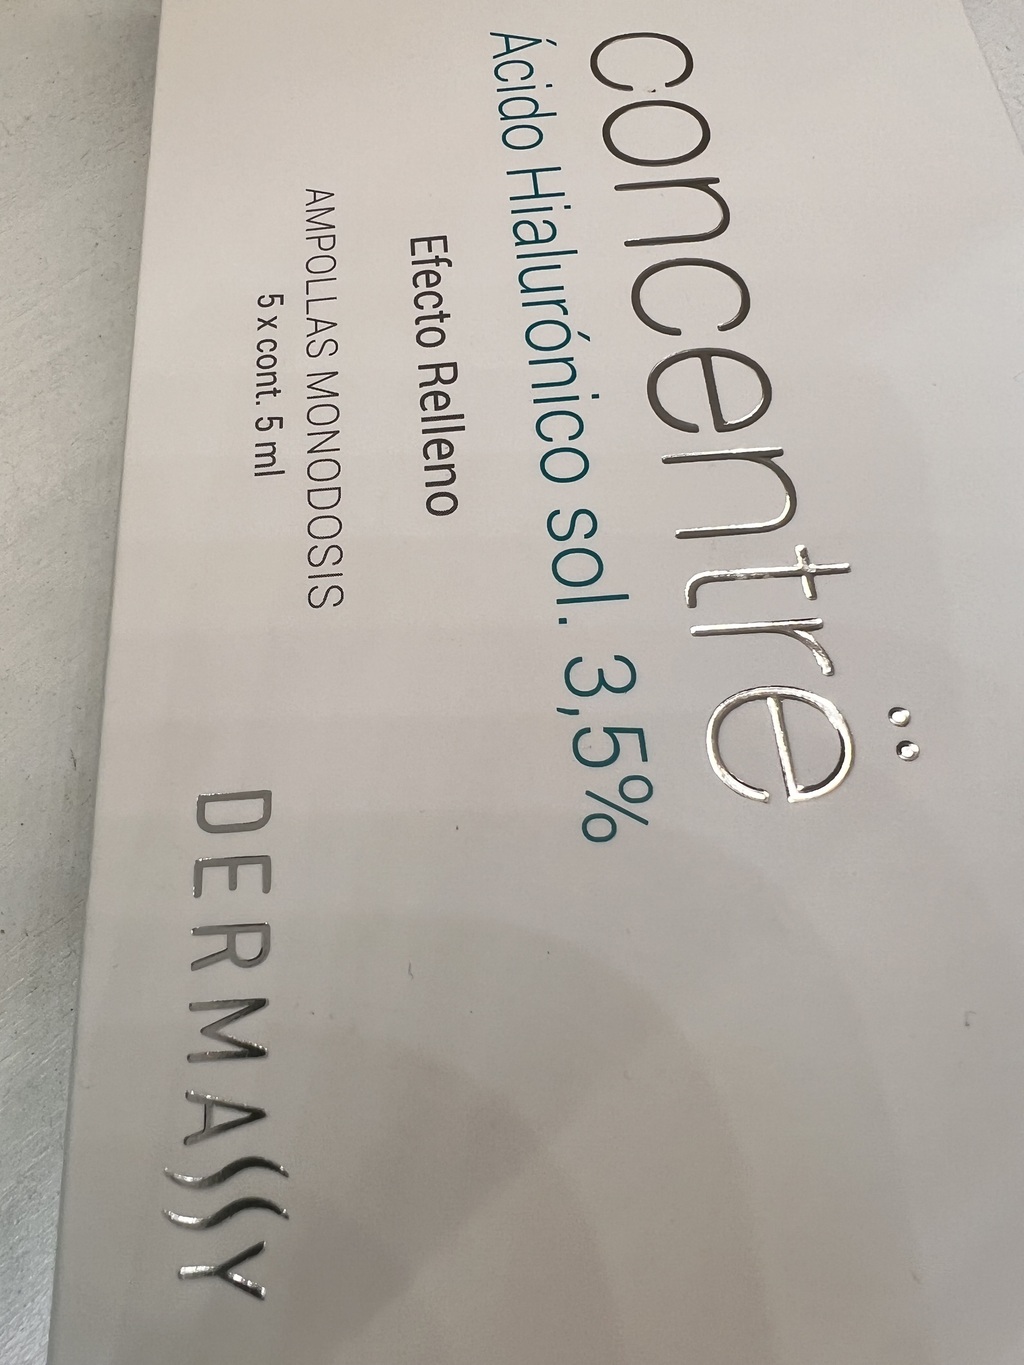 concentrë
Ácido Hialurónico sol. 3,5%
Efecto Relleno
AMPOLLAS MONODOSIS
5 x cont. 5 ml
DERMASSY